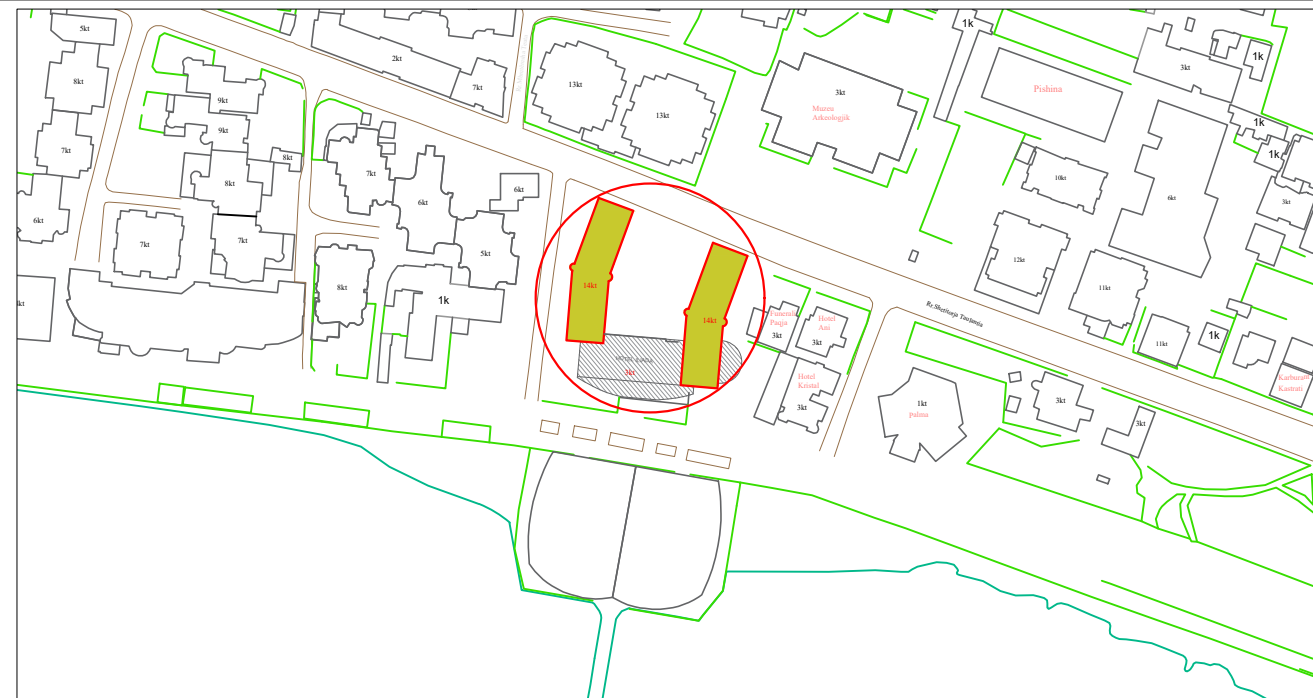 5kt
2kt
1k
3kt
1k
8kt
7kt
13kt
3kt
Pishina
9kt
13kt
Muzeu
Arkeologjik
9kt
1k
7kt
8kt
1k
8kt
7kt
10kt
6kt
6kt
6kt
3kt
6kt
7kt
7kt
5kt
12kt
8kt
1k
14kt
11kt
14kt
Hotel
Ani
3kt
3kt
11kt
1k
3kt
Hotel
Kristal
3kt
Karburant
Kastrati
1kt
Palma
3kt
3kt